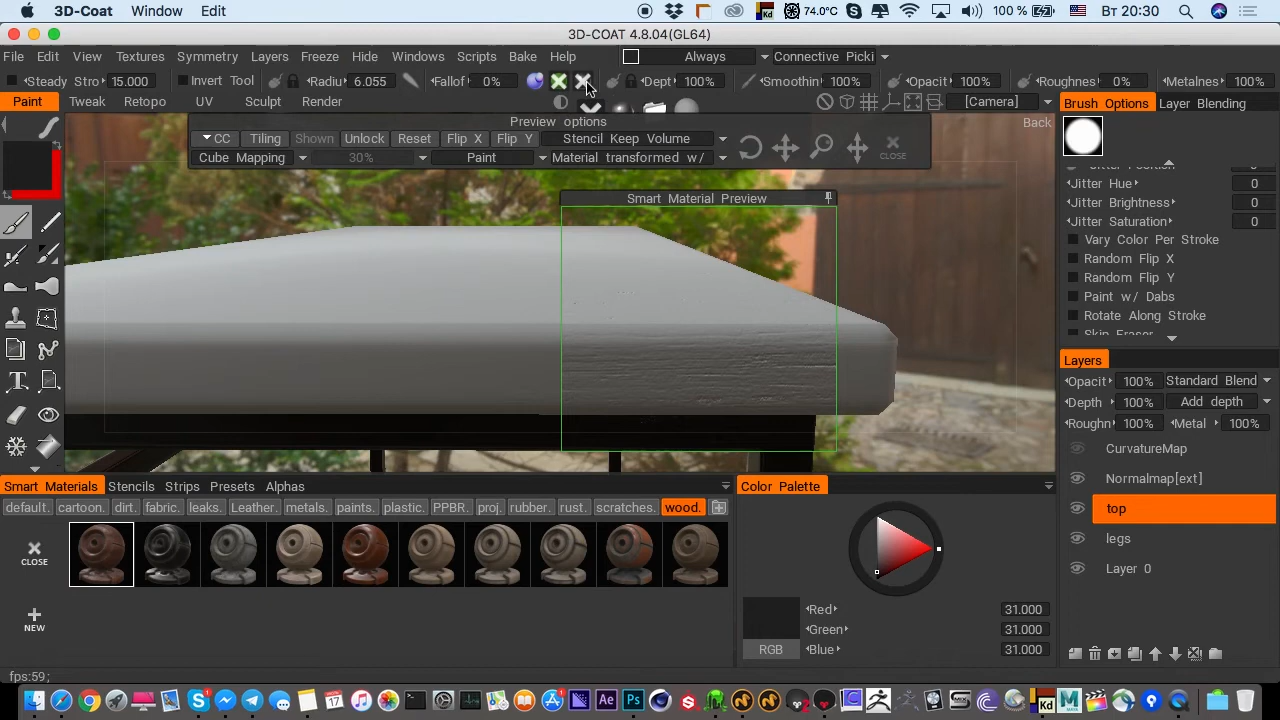 3D-Coat Window Edit 74.0°C 100 % Вт 20:30
3D-COAT 4.8.04(GL64)
File Edit View Textures Symmetry Layers Freeze Hide Windows Scripts Bake Help Always Connective Picki
Steady Stro 15.000 Invert Tool Radiu 6.055 Fallof 0% Dept 100% Smoothin 100% Opacit 100% Roughnes 0% Metalnes 100%
Paint Tweak Retopo UV Sculpt Render [Camera] Brush Options Layer Blending
Preview options Back
CC Tiling Shown Unlock Reset Flip X Flip Y Stencil Keep Volume
Cube Mapping 30% Paint Material transformed w/ CLOSE
Smart Material Preview
Jitter Hue 0
Jitter Brightness 0
Jitter Saturation 0
Vary Color Per Stroke
Random Flip X
Random Flip Y
Paint w/ Dabs
Rotate Along Stroke
Skip Eraser
Layers
Opacit 100% Standard Blend
Depth 100% Add depth
Roughn 100% Metal 100%
CurvatureMap
Normalmap[ext]
top
legs
Layer 0
Smart Materials Stencils Strips Presets Alphas
default. cartoon. dirt. fabric. leaks. Leather. metals. paints. plastic. PPBR. proj. rubber. rust. scratches. wood.
CLOSE
NEW
Color Palette
Red 31.000
Green 31.000
RGB Blue 31.000
fps:59;